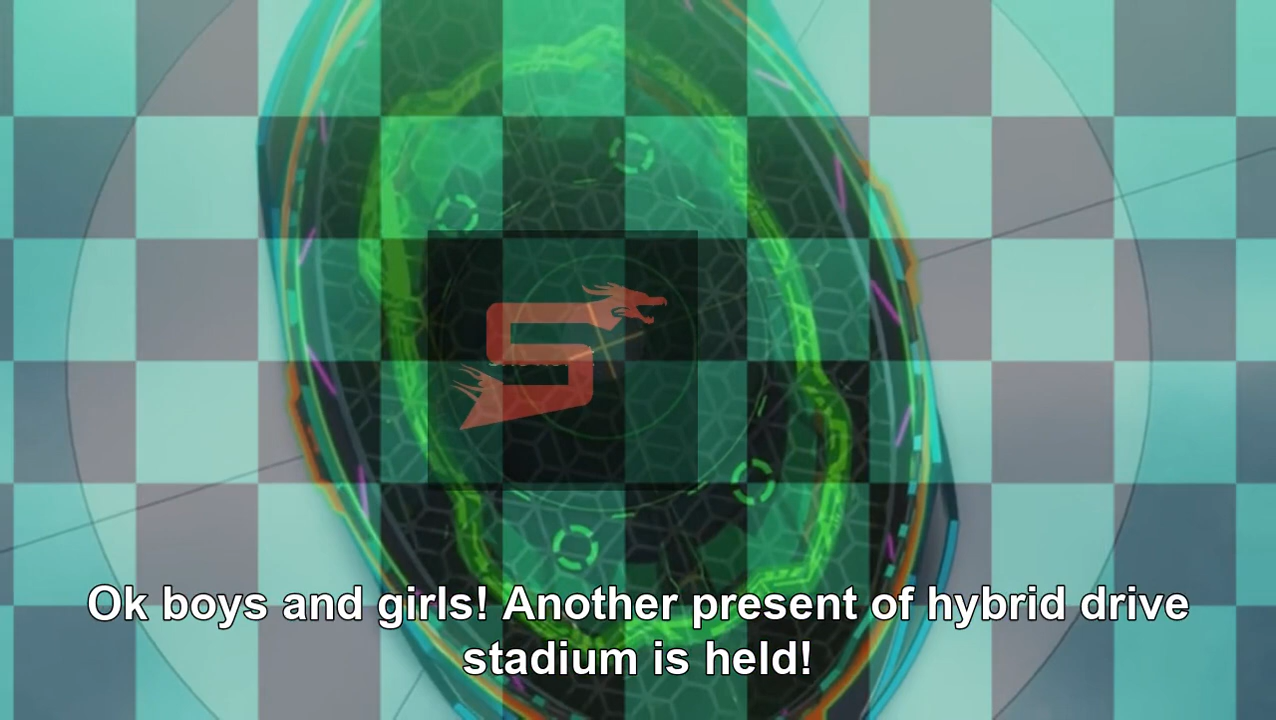 Ok boys and girls! Another present of hybrid drive
stadium is held!